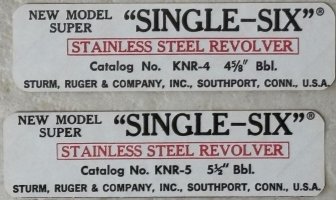 NEW MODEL SUPER "SINGLE-SIX"®
STAINLESS STEEL REVOLVER
Catalog No. KNR-4 4⅝" Bbl.
STURM, RUGER & COMPANY, INC., SOUTHPORT, CONN., U.S.A.
NEW MODEL SUPER "SINGLE-SIX"®
STAINLESS STEEL REVOLVER
Catalog No. KNR-5 5½" Bbl.
STURM, RUGER & COMPANY, INC., SOUTHPORT, CONN., U.S.A.